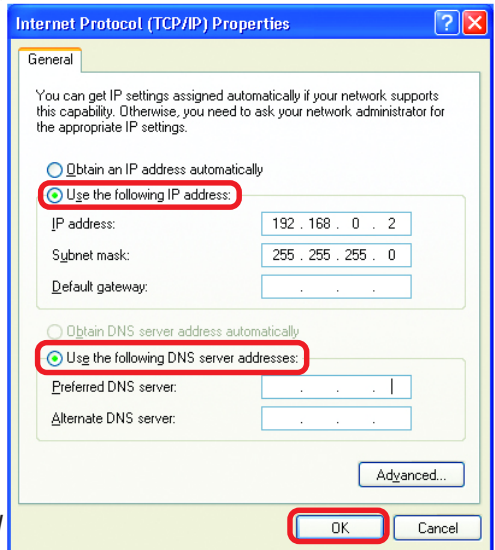 Internet Protocol (TCP/IP) Properties
General
You can get IP settings assigned automatically if your network supports
this capability. Otherwise, you need to ask your network administrator for
the appropriate IP settings.
Obtain an IP address automatically
Use the following IP address:
IP address: 192 . 168 . 0 . 2
Subnet mask: 255 . 255 . 255 . 0
Default gateway: . . .
Obtain DNS server address automatically
Use the following DNS server addresses:
Preferred DNS server: . . .
Alternate DNS server: . . .
Advanced...
OK Cancel